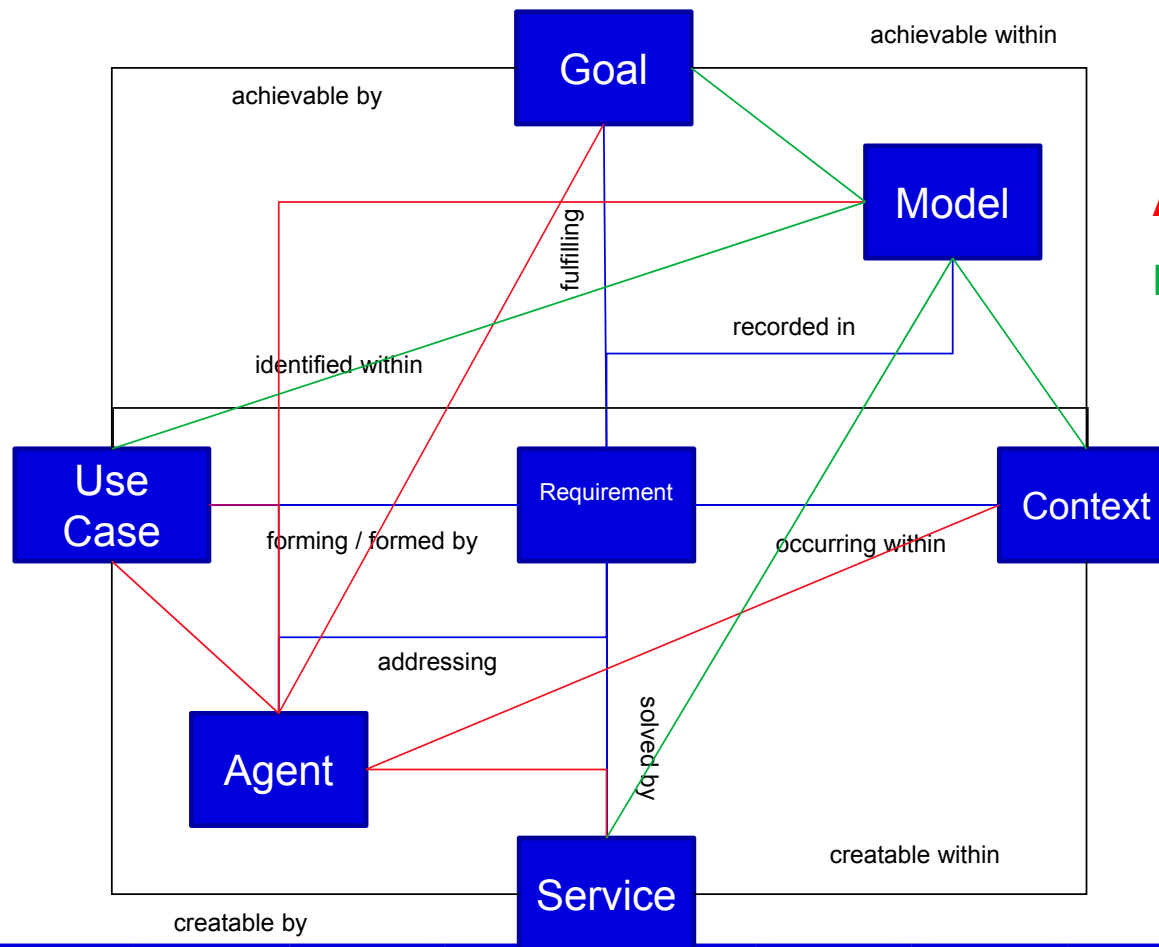 achievable within
Goal
achievable by
Model
fulfilling
recorded in
identified within
Use
Case
Requirement
Context
forming / formed by
occurring within
addressing
solved by
Agent
creatable within
Service
creatable by